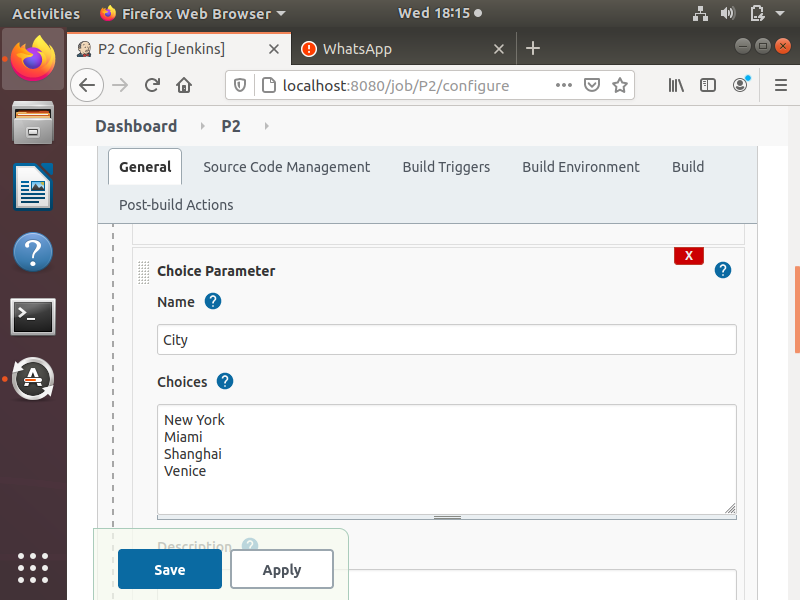 Activities Firefox Web Browser Wed 18:15
P2 Config [Jenkins] WhatsApp
localhost:8080/job/P2/configure
Dashboard P2
General Source Code Management Build Triggers Build Environment Build
Post-build Actions
X
Choice Parameter ?
Name ?
City
Choices ?
New York
Miami
Shanghai
Venice
Description ?
Save Apply